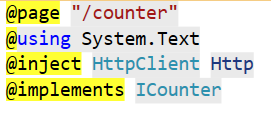 @page "/counter"
@using System.Text
@inject HttpClient Http
@implements ICounter